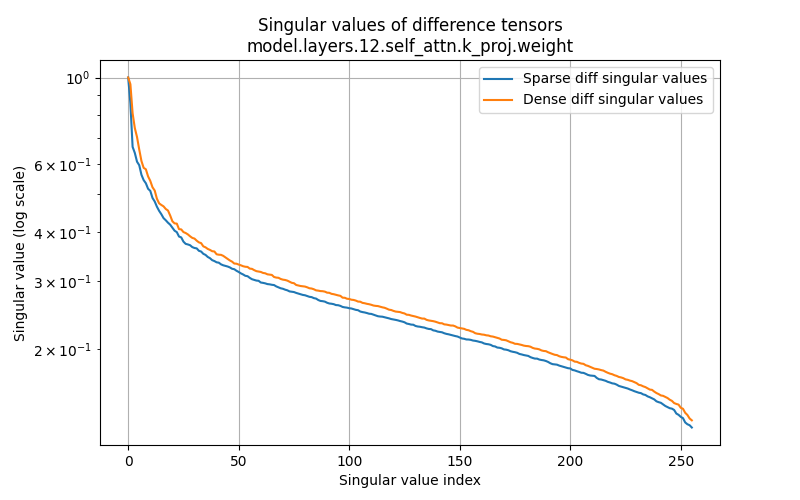 Singular values of difference tensors
model.layers.12.self_attn.k_proj.weight
Sparse diff singular values
Dense diff singular values
Singular value (log scale)
10⁰
6 × 10⁻¹
4 × 10⁻¹
3 × 10⁻¹
2 × 10⁻¹
0 50 100 150 200 250
Singular value index